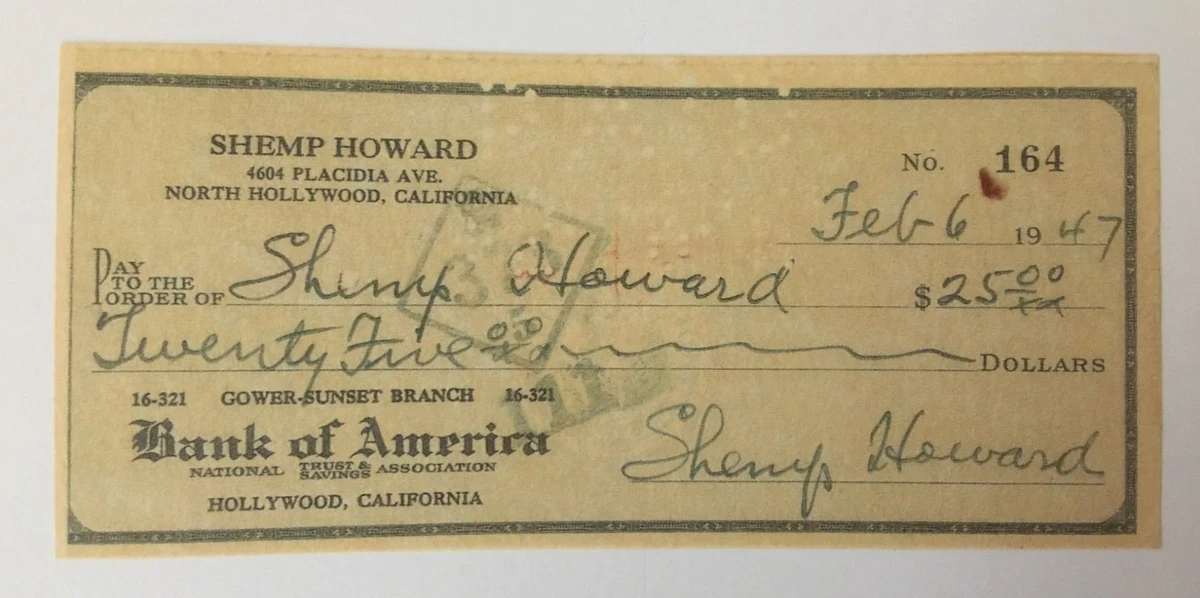 SHEMP HOWARD
4604 PLACIDIA AVE.
NORTH HOLLYWOOD, CALIFORNIA
No. 164
Feb 6 1947
PAY TO THE ORDER OF Shemp Howard $25 00/xx
Twenty Five 00/xx DOLLARS
16-321 GOWER-SUNSET BRANCH 16-321
Bank of America
NATIONAL TRUST & SAVINGS ASSOCIATION
HOLLYWOOD, CALIFORNIA
Shemp Howard